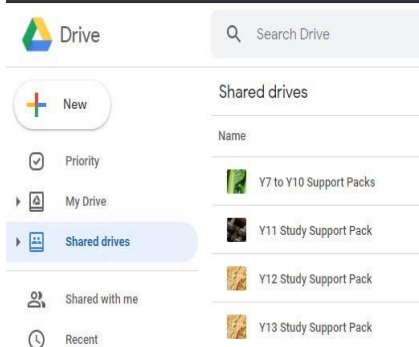 Drive
Search Drive
New
Priority
My Drive
Shared drives
Shared with me
Recent
Shared drives
Name
Y7 to Y10 Support Packs
Y11 Study Support Pack
Y12 Study Support Pack
Y13 Study Support Pack